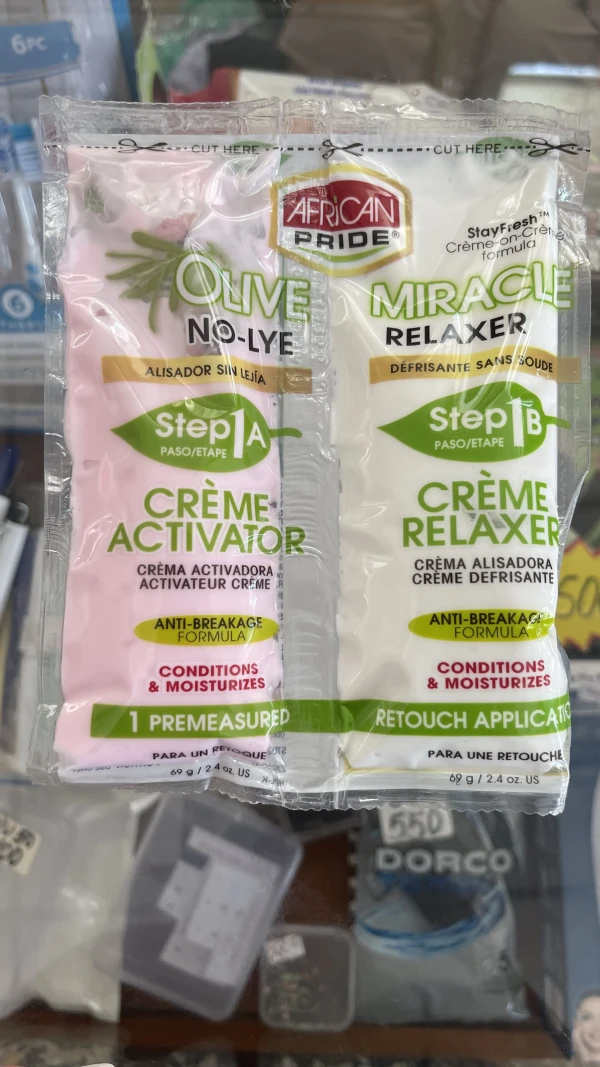 6PC
CUT HERE
CUT HERE
AFRICAN
PRIDE®
StayFresh™
Crème-on-Crème
formula
OLIVE
NO-LYE
ALISADOR SIN LEJÍA
MIRACLE
RELAXER
DÉFRISANTE SANS SOUDE
Step 1A
PASO/ETAPE
Step 1B
PASO/ETAPE
CRÈME
ACTIVATOR
CRÈMA ACTIVADORA
ACTIVATEUR CRÈME
CRÈME
RELAXER
CRÈMA ALISADORA
CRÈME DEFRISANTE
ANTI-BREAKAGE
FORMULA
ANTI-BREAKAGE
FORMULA
CONDITIONS
& MOISTURIZES
CONDITIONS
& MOISTURIZES
1 PREMEASURED
RETOUCH APPLICATIO
PARA UN RETOQUE
69 g / 2.4 oz. US
PARA UNE RETOUCHE
69 g / 2.4 oz. US
550
DORCO